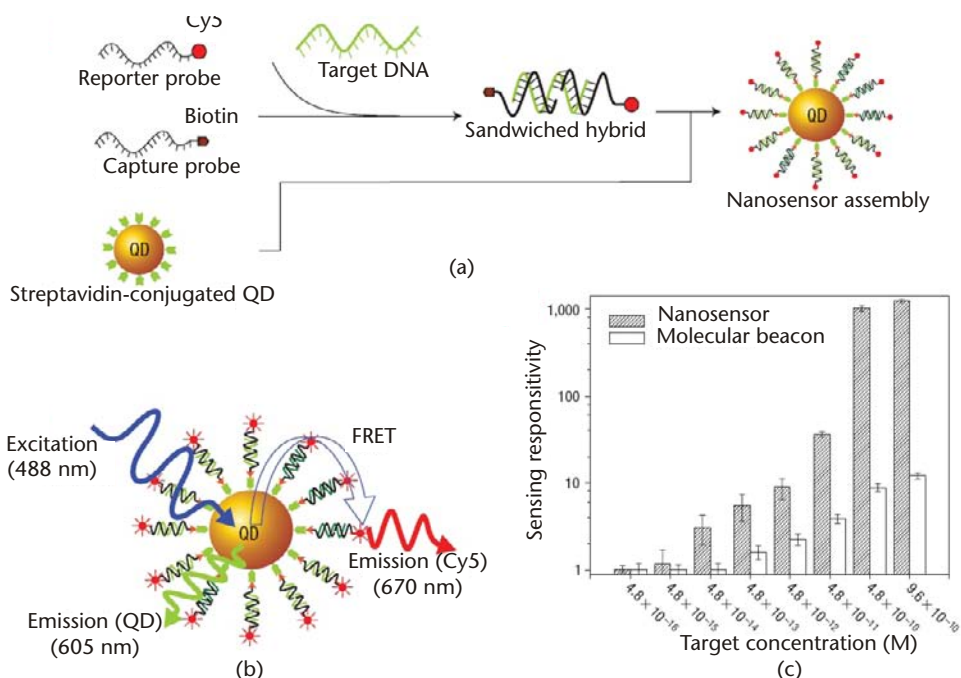 Cy5
Reporter probe
Target DNA
Biotin
Capture probe
Sandwiched hybrid
QD
Nanosensor assembly
QD
Streptavidin-conjugated QD
(a)
Excitation
(488 nm)
FRET
QD
Emission (Cy5)
(670 nm)
Emission (QD)
(605 nm)
(b)
Sensing responsitivity
1,000
100
10
1
Nanosensor
Molecular beacon
4.8 × 10⁻¹⁶
4.8 × 10⁻¹⁵
4.8 × 10⁻¹⁴
4.8 × 10⁻¹³
4.8 × 10⁻¹²
4.8 × 10⁻¹¹
4.8 × 10⁻¹⁰
9.6 × 10⁻¹⁰
Target concentration (M)
(c)